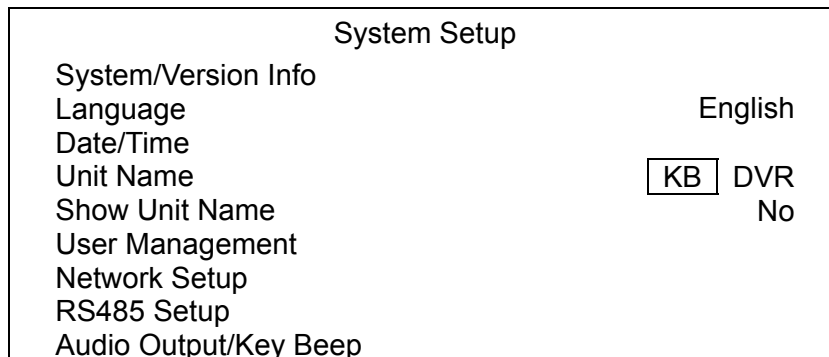 System Setup
System/Version Info
Language English
Date/Time
Unit Name KB DVR
Show Unit Name No
User Management
Network Setup
RS485 Setup
Audio Output/Key Beep